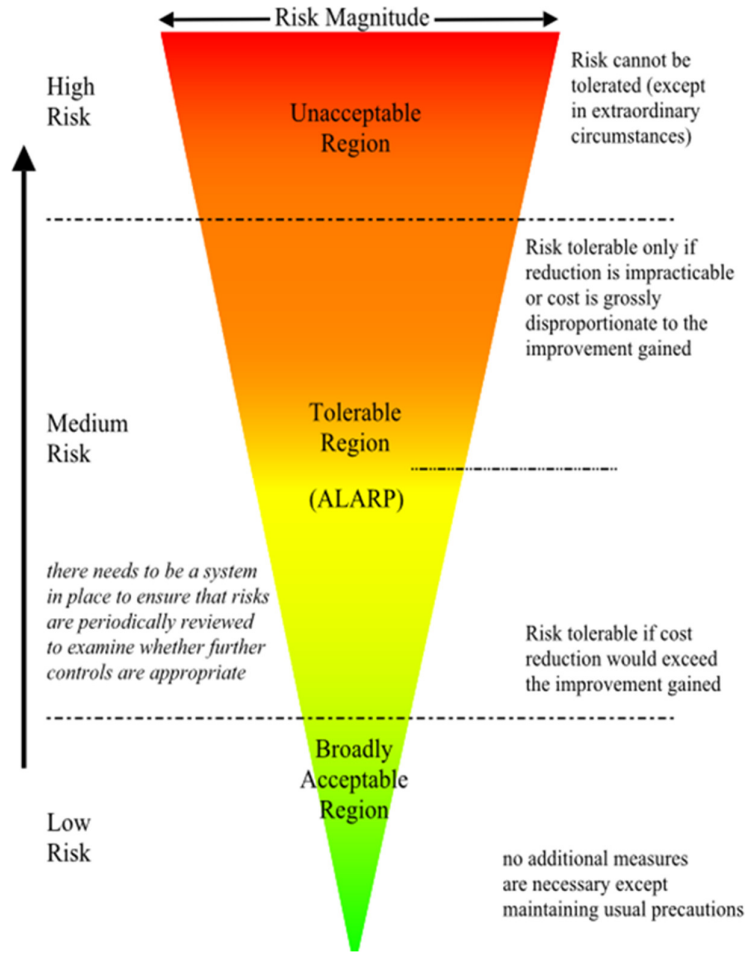 Risk Magnitude
High
Risk
Unacceptable
Region
Risk cannot be
tolerated (except
in extraordinary
circumstances)
Risk tolerable only if
reduction is impracticable
or cost is grossly
disproportionate to the
improvement gained
Medium
Risk
Tolerable
Region
(ALARP)
there needs to be a system
in place to ensure that risks
are periodically reviewed
to examine whether further
controls are appropriate
Risk tolerable if cost
reduction would exceed
the improvement gained
Broadly
Acceptable
Region
Low
Risk
no additional measures
are necessary except
maintaining usual precautions